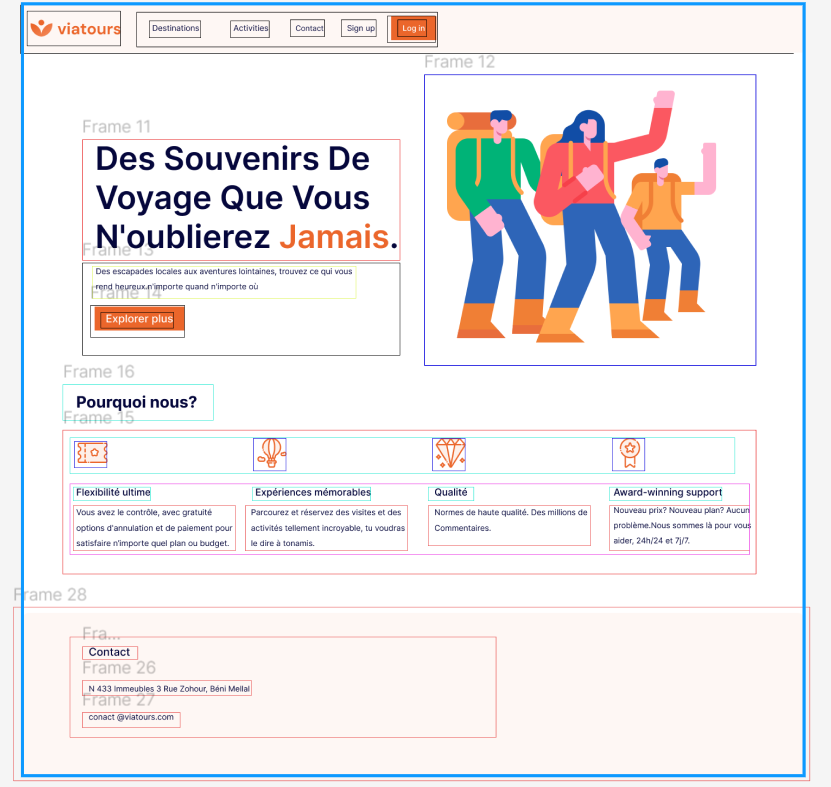 viatours
Destinations
Activities
Contact
Sign up
Log in
Frame 12
Frame 11
Des Souvenirs De
Voyage Que Vous
N'oublierez Jamais.
Frame 13
Des escapades locales aux aventures lointaines, trouvez ce qui vous
rend heureux.n'importe quand n'importe où
Frame 14
Explorer plus
Frame 16
Pourquoi nous?
Frame 15
Flexibilité ultime
Vous avez le contrôle, avec gratuité
options d'annulation et de paiement pour
satisfaire n'importe quel plan ou budget.
Expériences mémorables
Parcourez et réservez des visites et des
activités tellement incroyable, tu voudras
le dire à tonamis.
Qualité
Normes de haute qualité. Des millions de
Commentaires.
Award-winning support
Nouveau prix? Nouveau plan? Aucun
problème.Nous sommes là pour vous
aider, 24h/24 et 7j/7.
Frame 28
Fra...
Contact
Frame 26
N 433 Immeubles 3 Rue Zohour, Béni Mellal
Frame 27
conact @viatours.com